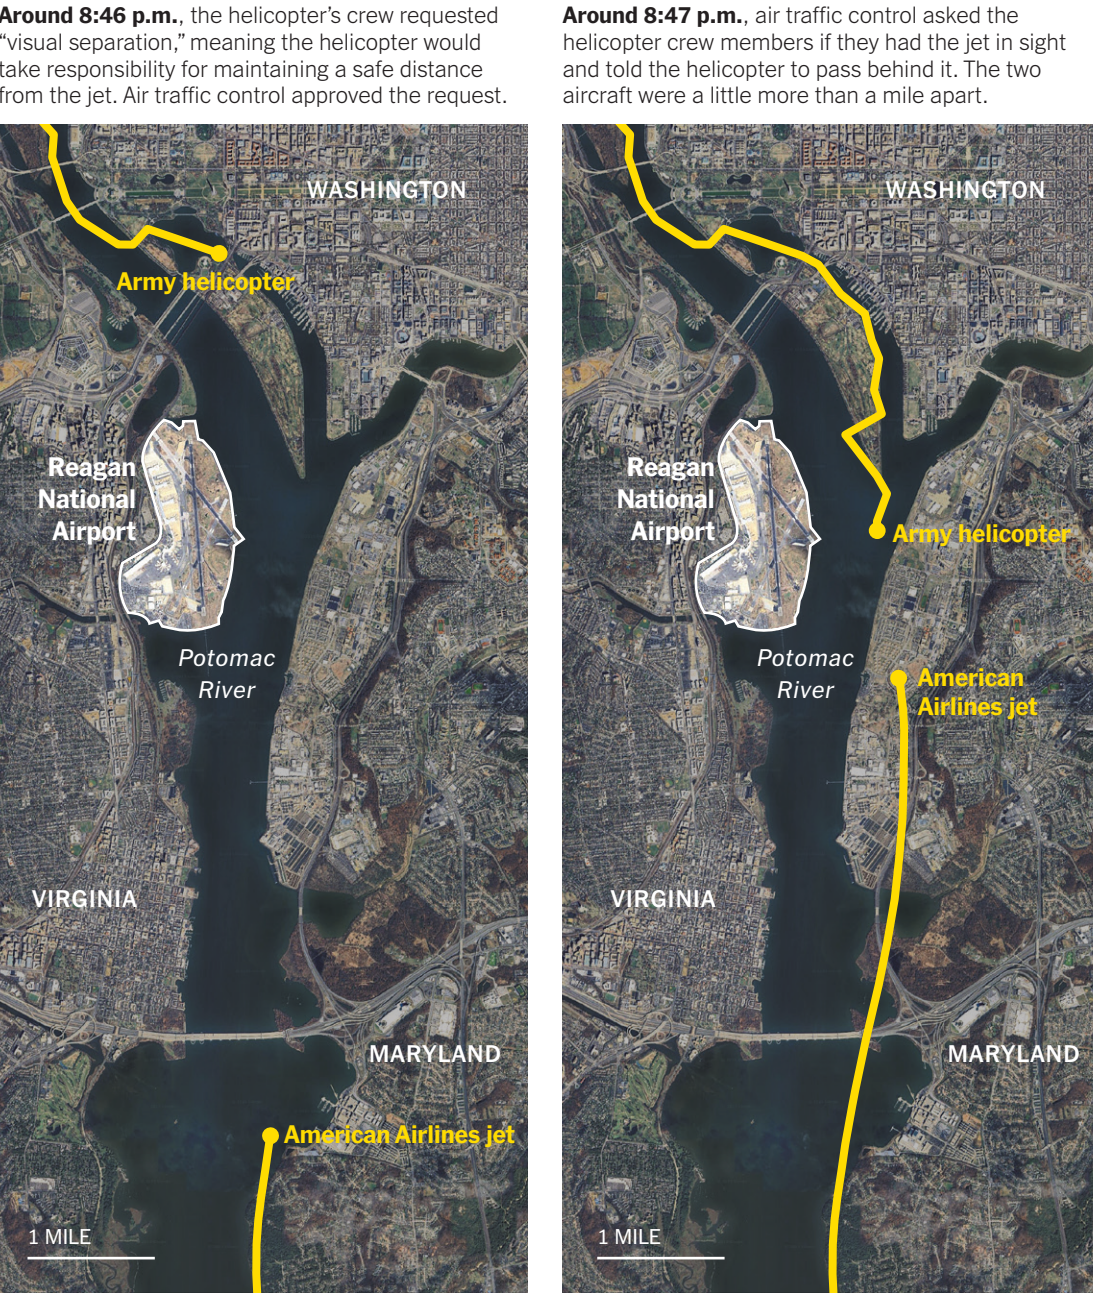 Around 8:46 p.m., the helicopter’s crew requested
“visual separation,” meaning the helicopter would
take responsibility for maintaining a safe distance
from the jet. Air traffic control approved the request.
WASHINGTON
Army helicopter
Reagan
National
Airport
Potomac
River
VIRGINIA
MARYLAND
American Airlines jet
1 MILE
Around 8:47 p.m., air traffic control asked the
helicopter crew members if they had the jet in sight
and told the helicopter to pass behind it. The two
aircraft were a little more than a mile apart.
WASHINGTON
Reagan
National
Airport
Army helicopter
Potomac
River
American
Airlines jet
VIRGINIA
MARYLAND
1 MILE